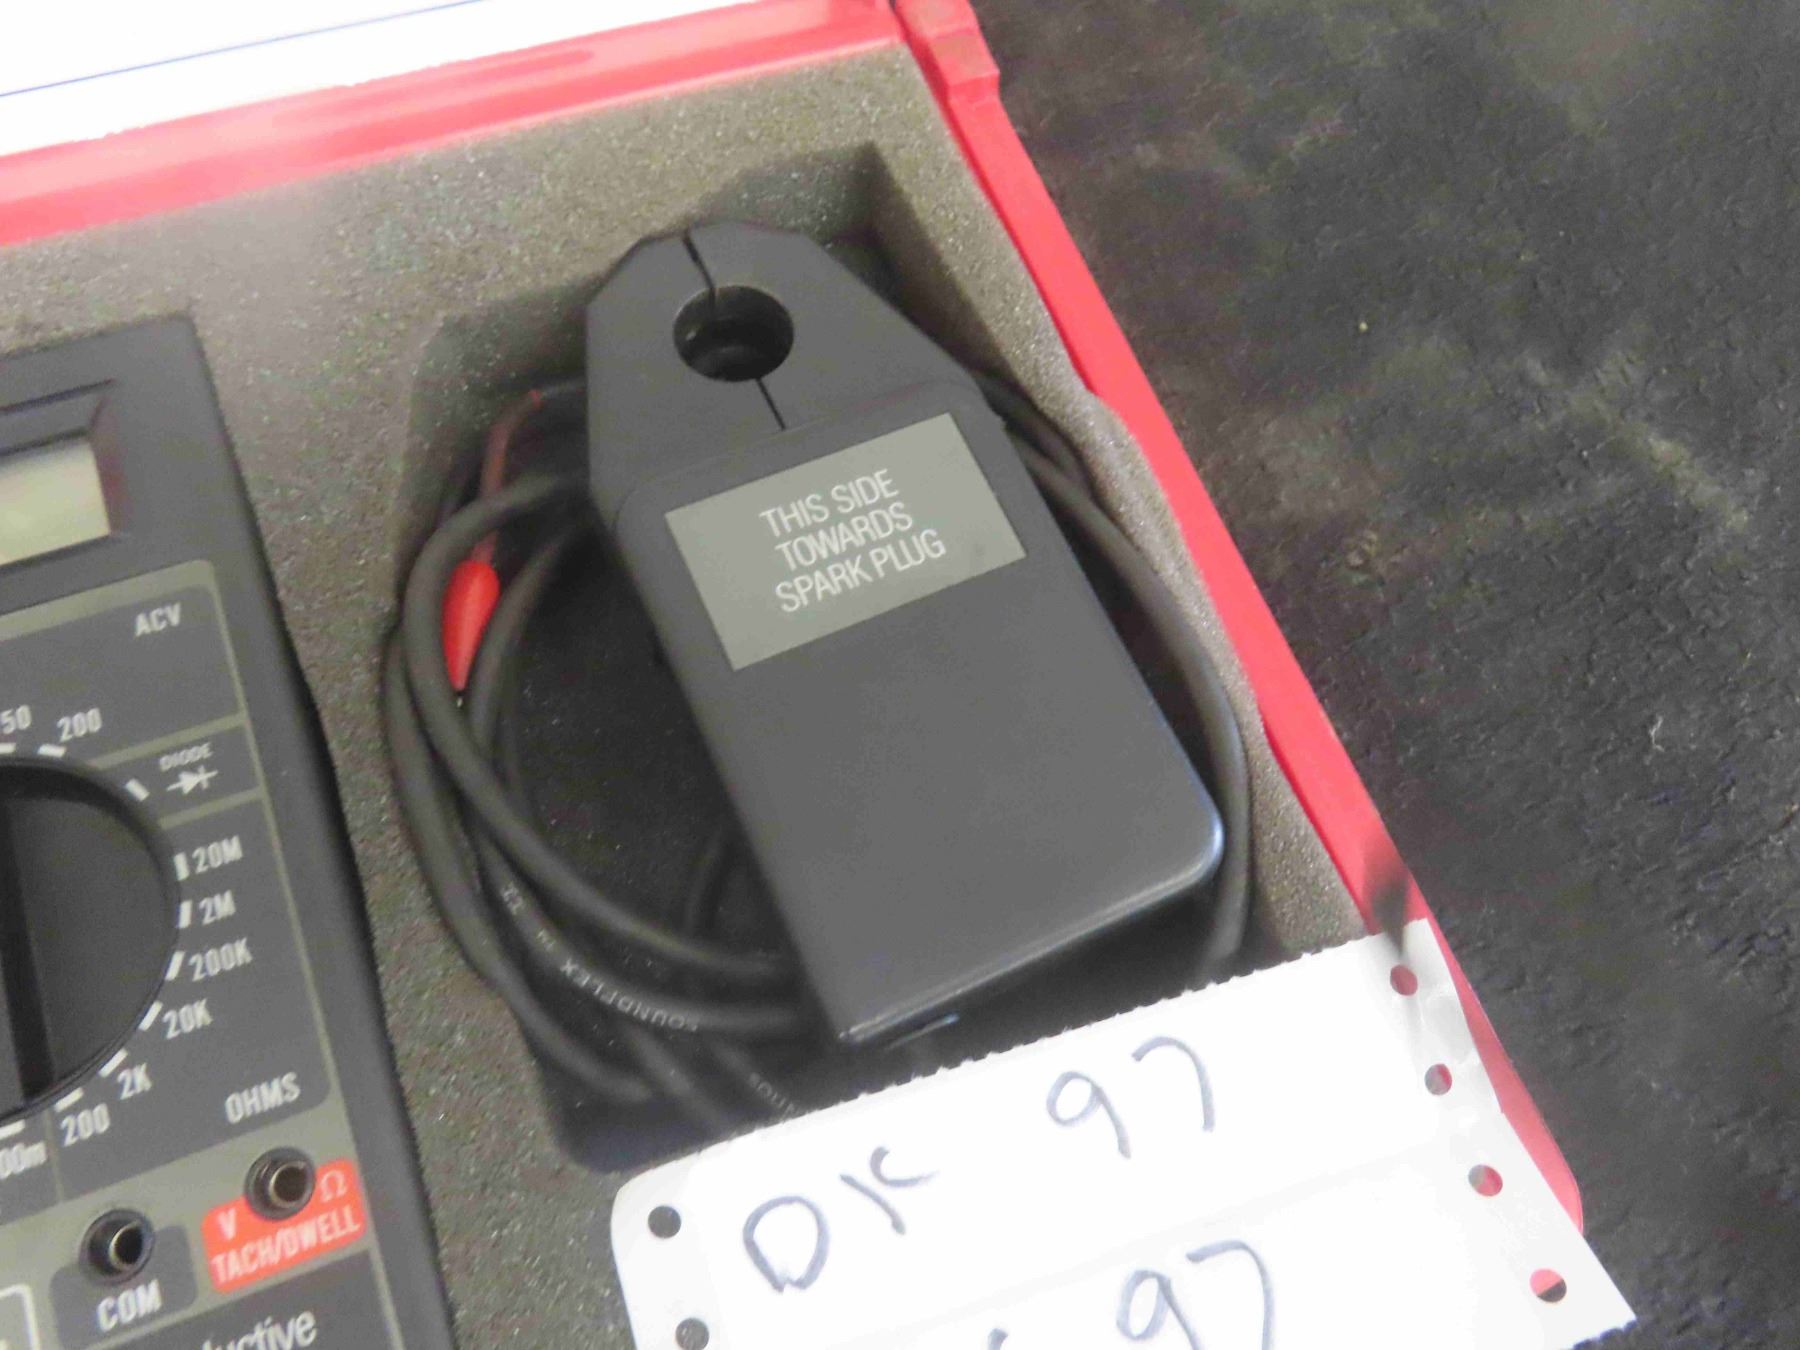 THIS SIDE
TOWARDS
SPARK PLUG
ACV
200
DIODE
20M
2M
200K
20K
2K
200
OHMS
V
Ω
TACH/DWELL
COM
DK 97
97